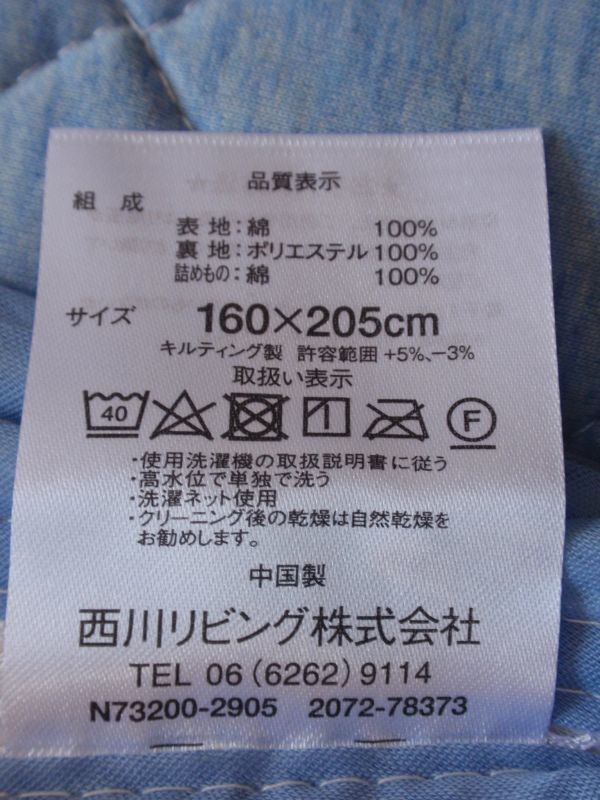 品質表示
組成
表地:綿 100%
裏地:ポリエステル 100%
詰めもの:綿 100%
サイズ 160×205cm
キルティング製 許容範囲 +5%、-3%
取扱い表示
40 F
・使用洗濯機の取扱説明書に従う
・高水位で単独で洗う
・洗濯ネット使用
・クリーニング後の乾燥は自然乾燥を
お勧めします。
中国製
西川リビング株式会社
TEL 06(6262)9114
N73200-2905 2072-78373